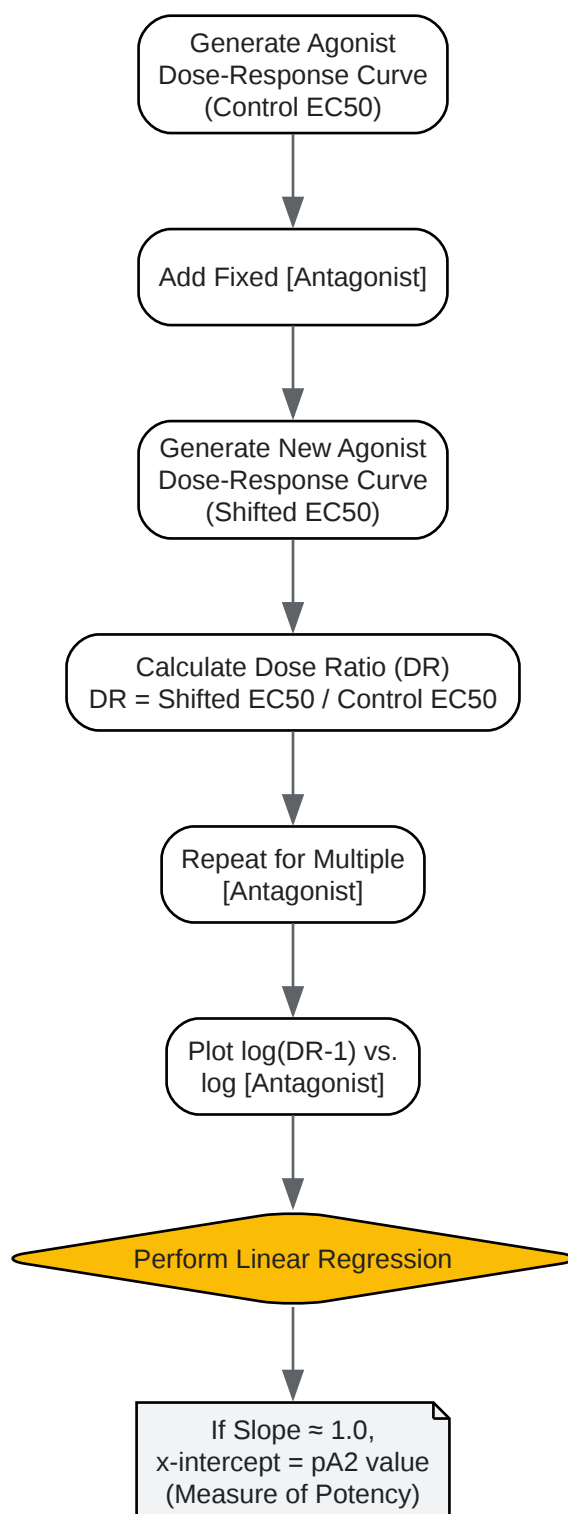 Generate Agonist
Dose-Response Curve
(Control EC50)
Add Fixed [Antagonist]
Generate New Agonist
Dose-Response Curve
(Shifted EC50)
Calculate Dose Ratio (DR)
DR = Shifted EC50 / Control EC50
Repeat for Multiple
[Antagonist]
Plot log(DR-1) vs.
log [Antagonist]
Perform Linear Regression
If Slope ≈ 1.0,
x-intercept = pA2 value
(Measure of Potency)